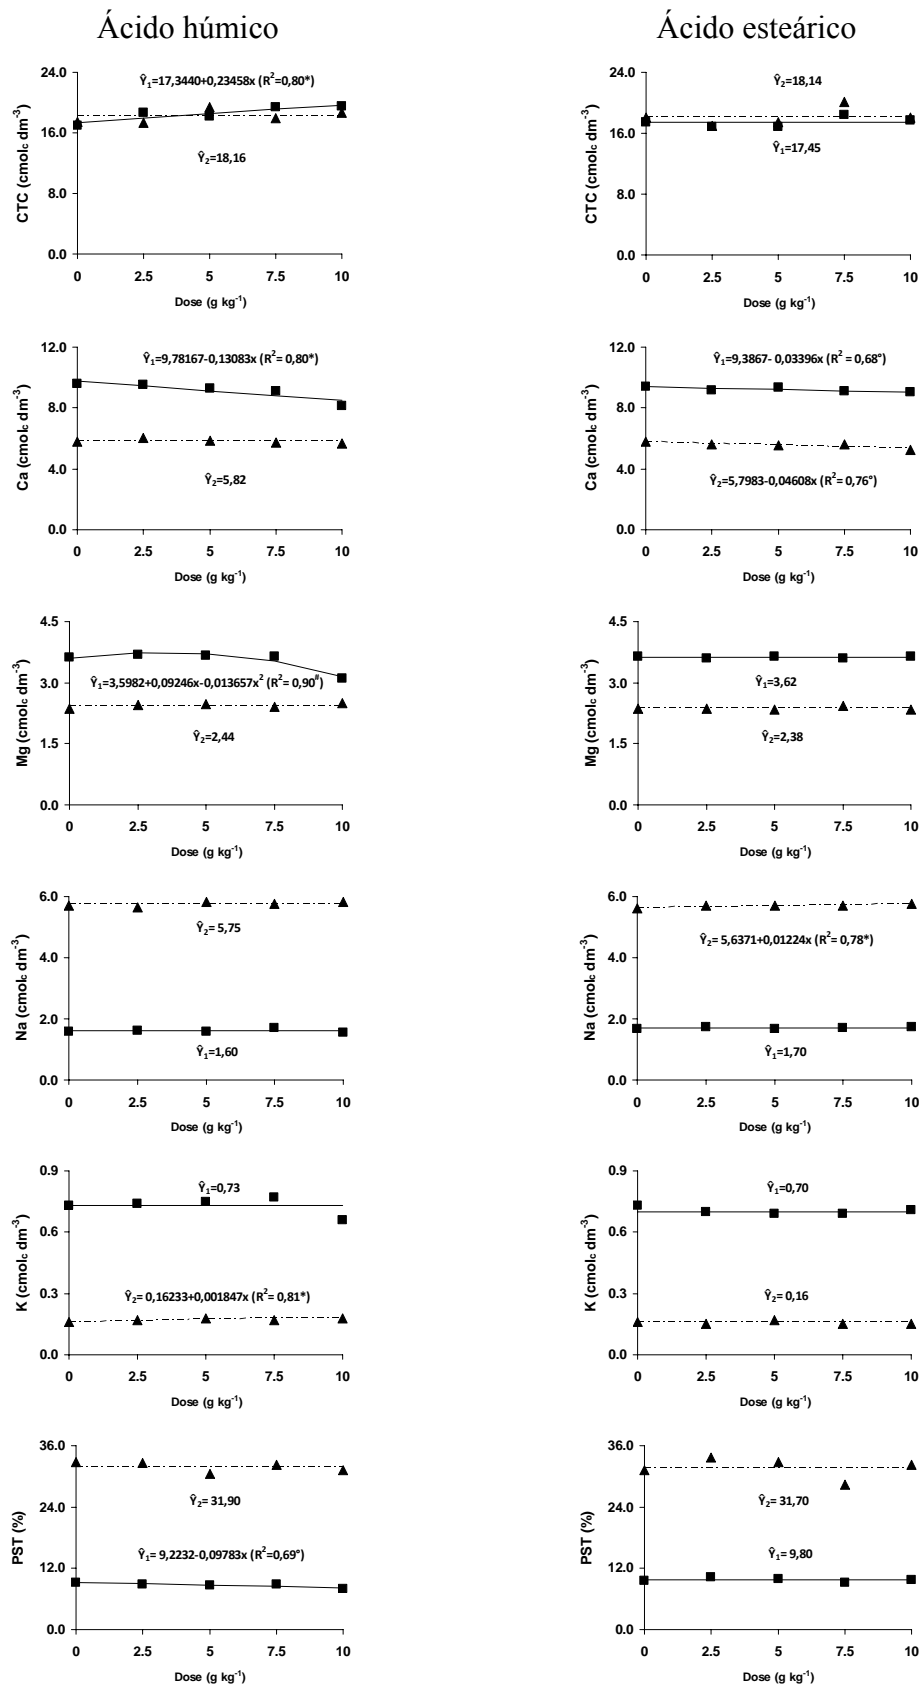 Ácido húmico
Ácido esteárico
CTC (cmolc dm-3)
24.0
16.0
8.0
0.0
Ŷ1=17,3440+0,23458x (R2=0,80*)
Ŷ2=18,16
0 2.5 5 7.5 10
Dose (g kg-1)
CTC (cmolc dm-3)
24.0
16.0
8.0
0.0
Ŷ2=18,14
Ŷ1=17,45
0 2.5 5 7.5 10
Dose (g kg-1)
Ca (cmolc dm-3)
12.0
8.0
4.0
0.0
Ŷ1=9,78167-0,13083x (R2= 0,80*)
Ŷ2=5,82
0 2.5 5 7.5 10
Dose (g kg-1)
Ca (cmolc dm-3)
12.0
8.0
4.0
0.0
Ŷ1=9,3867- 0,03396x (R2= 0,68°)
Ŷ2=5,7983-0,04608x (R2= 0,76°)
0 2.5 5 7.5 10
Dose (g kg-1)
Mg (cmolc dm-3)
4.5
3.0
1.5
0.0
Ŷ1=3,5982+0,09246x-0,013657x2 (R2= 0,90#)
Ŷ2=2,44
0 2.5 5 7.5 10
Dose (g kg-1)
Mg (cmolc dm-3)
4.5
3.0
1.5
0.0
Ŷ1=3,62
Ŷ2=2,38
0 2.5 5 7.5 10
Dose (g kg-1)
Na (cmolc dm-3)
6.0
4.0
2.0
0.0
Ŷ2= 5,75
Ŷ1=1,60
0 2.5 5 7.5 10
Dose (g kg-1)
Na (cmolc dm-3)
6.0
4.0
2.0
0.0
Ŷ2= 5,6371+0,01224x (R2= 0,78*)
Ŷ1=1,70
0 2.5 5 7.5 10
Dose (g kg-1)
K (cmolc dm-3)
0.9
0.6
0.3
0.0
Ŷ1=0,73
Ŷ2= 0,16233+0,001847x (R2= 0,81*)
0 2.5 5 7.5 10
Dose (g kg-1)
K (cmolc dm-3)
0.9
0.6
0.3
0.0
Ŷ1=0,70
Ŷ2= 0,16
0 2.5 5 7.5 10
Dose (g kg-1)
PST (%)
36.0
24.0
12.0
0.0
Ŷ2= 31,90
Ŷ1= 9,2232-0,09783x (R2=0,69°)
0 2.5 5 7.5 10
Dose (g kg-1)
PST (%)
36.0
24.0
12.0
0.0
Ŷ2= 31,70
Ŷ1= 9,80
0 2.5 5 7.5 10
Dose (g kg-1)